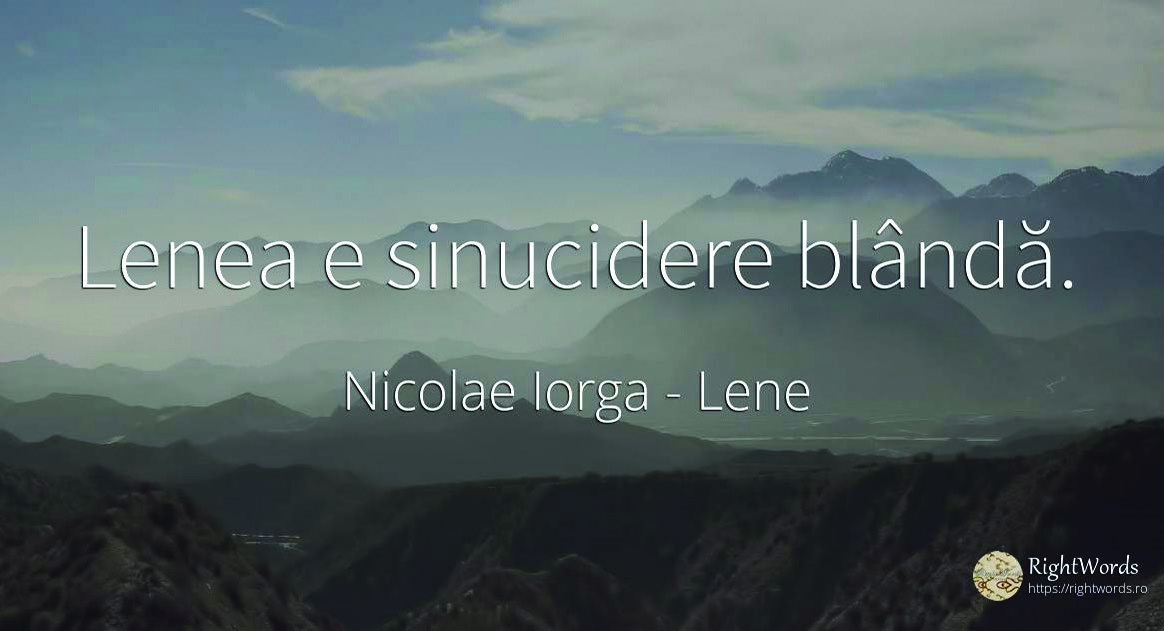 Lenea e sinucidere blândă.
Nicolae Iorga - Lene
RightWords
https://rightwords.ro